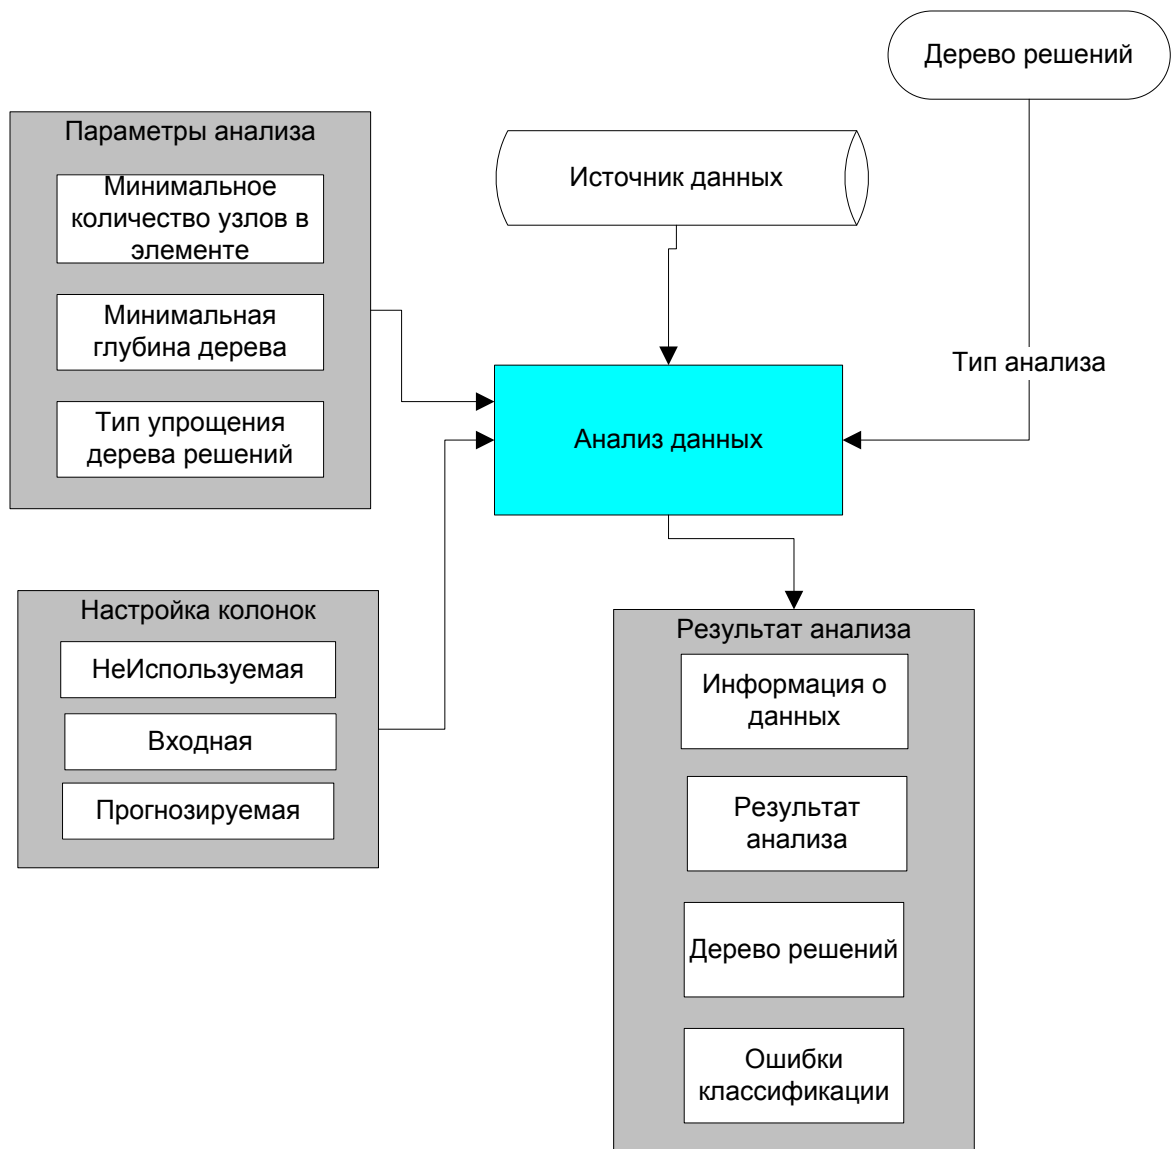 Дерево решений
Параметры анализа
Минимальное
количество узлов в
элементе
Минимальная
глубина дерева
Тип упрощения
дерева решений
Источник данных
Тип анализа
Анализ данных
Настройка колонок
НеИспользуемая
Входная
Прогнозируемая
Результат анализа
Информация о
данных
Результат
анализа
Дерево решений
Ошибки
классификации